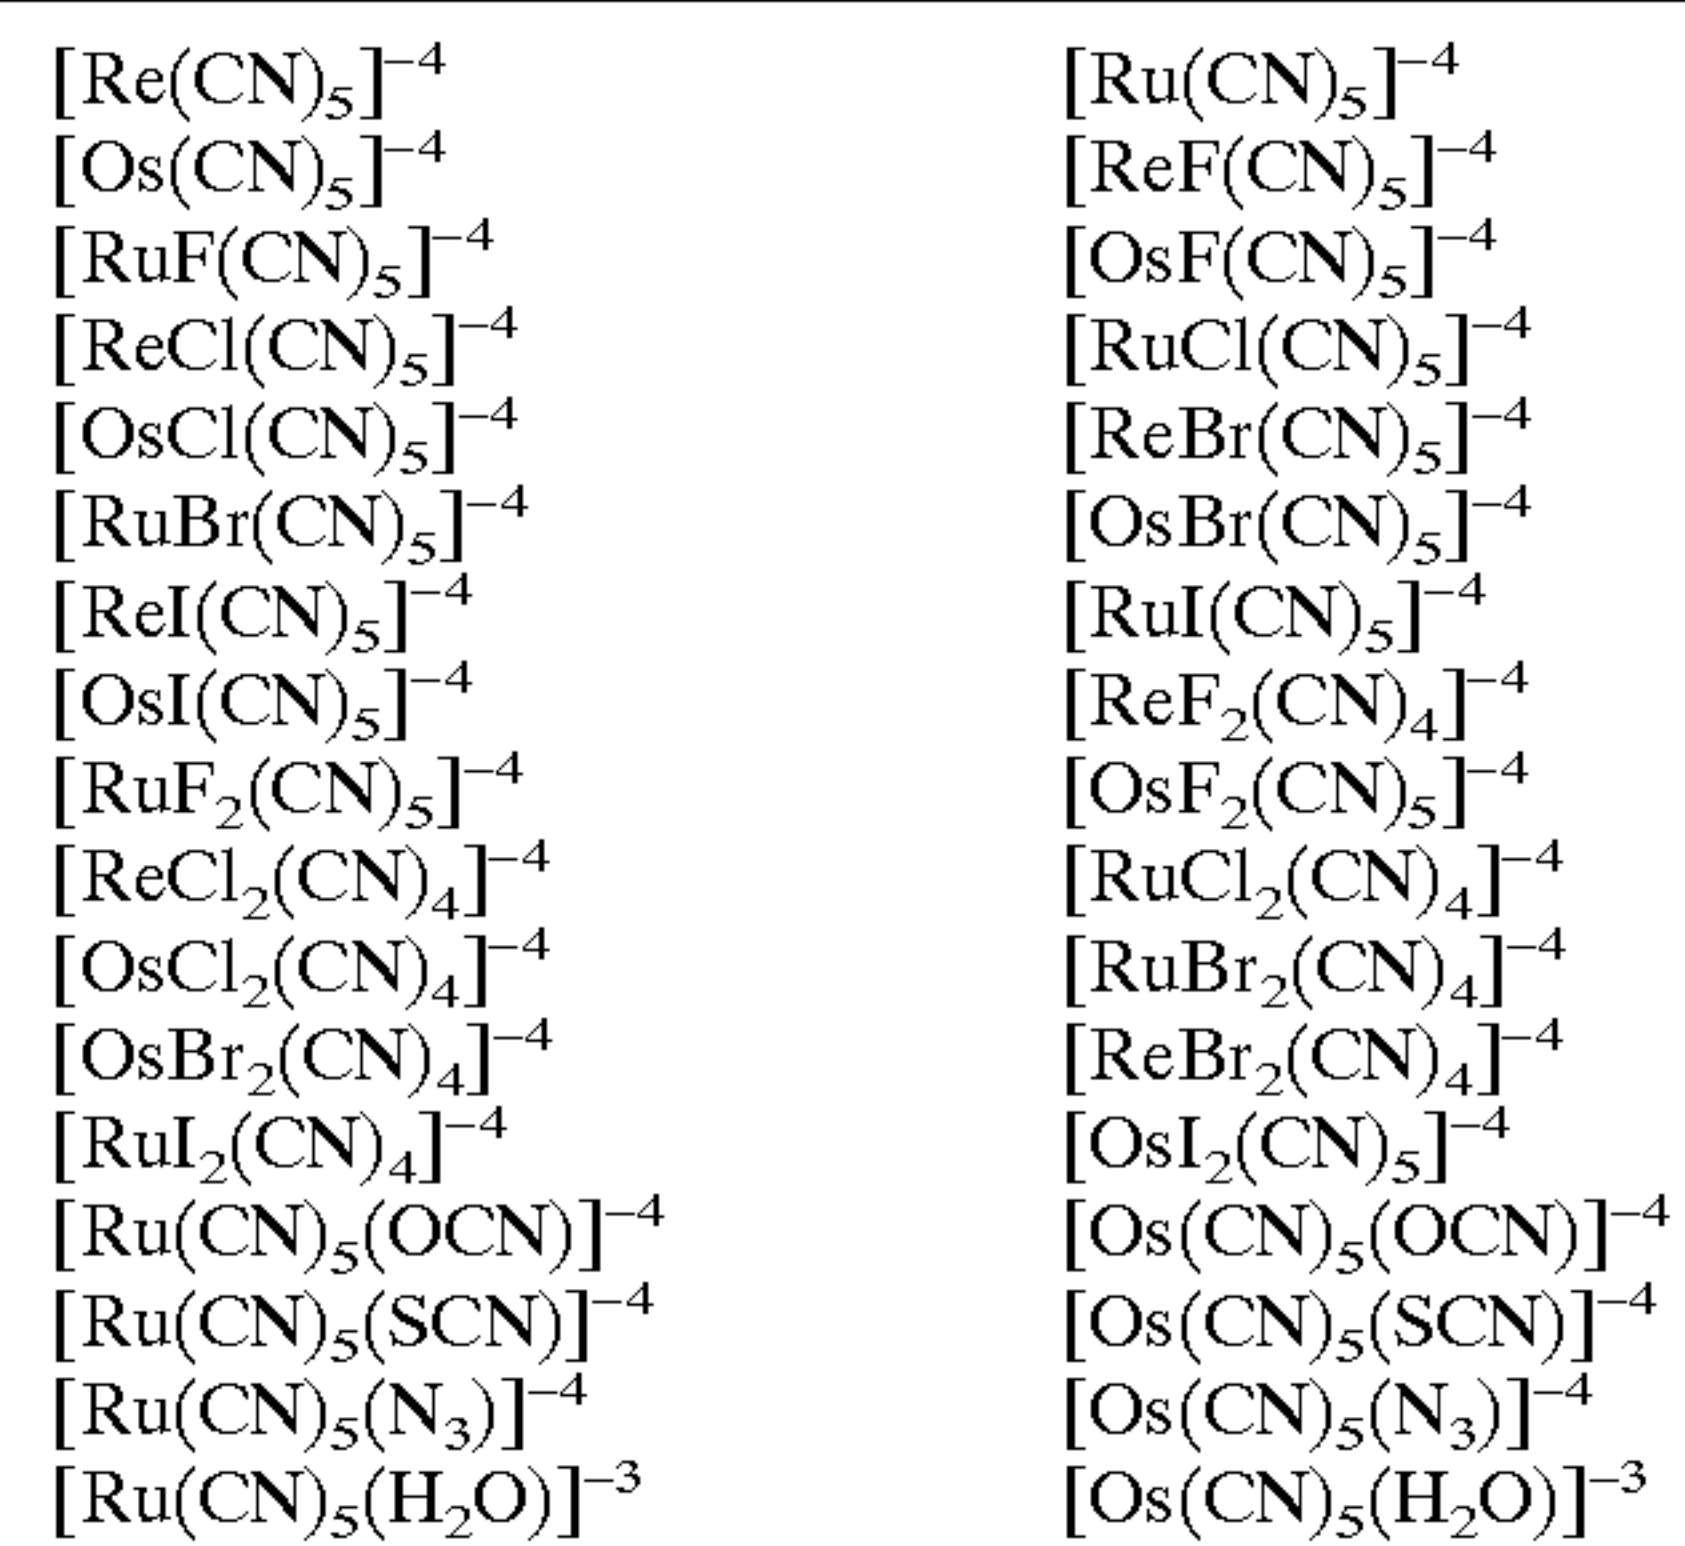 [Re(CN)₅]⁻⁴ [Ru(CN)₅]⁻⁴
[Os(CN)₅]⁻⁴ [ReF(CN)₅]⁻⁴
[RuF(CN)₅]⁻⁴ [OsF(CN)₅]⁻⁴
[ReCl(CN)₅]⁻⁴ [RuCl(CN)₅]⁻⁴
[OsCl(CN)₅]⁻⁴ [ReBr(CN)₅]⁻⁴
[RuBr(CN)₅]⁻⁴ [OsBr(CN)₅]⁻⁴
[ReI(CN)₅]⁻⁴ [RuI(CN)₅]⁻⁴
[OsI(CN)₅]⁻⁴ [ReF₂(CN)₄]⁻⁴
[RuF₂(CN)₅]⁻⁴ [OsF₂(CN)₅]⁻⁴
[ReCl₂(CN)₄]⁻⁴ [RuCl₂(CN)₄]⁻⁴
[OsCl₂(CN)₄]⁻⁴ [RuBr₂(CN)₄]⁻⁴
[OsBr₂(CN)₄]⁻⁴ [ReBr₂(CN)₄]⁻⁴
[RuI₂(CN)₄]⁻⁴ [OsI₂(CN)₅]⁻⁴
[Ru(CN)₅(OCN)]⁻⁴ [Os(CN)₅(OCN)]⁻⁴
[Ru(CN)₅(SCN)]⁻⁴ [Os(CN)₅(SCN)]⁻⁴
[Ru(CN)₅(N₃)]⁻⁴ [Os(CN)₅(N₃)]⁻⁴
[Ru(CN)₅(H₂O)]⁻³ [Os(CN)₅(H₂O)]⁻³